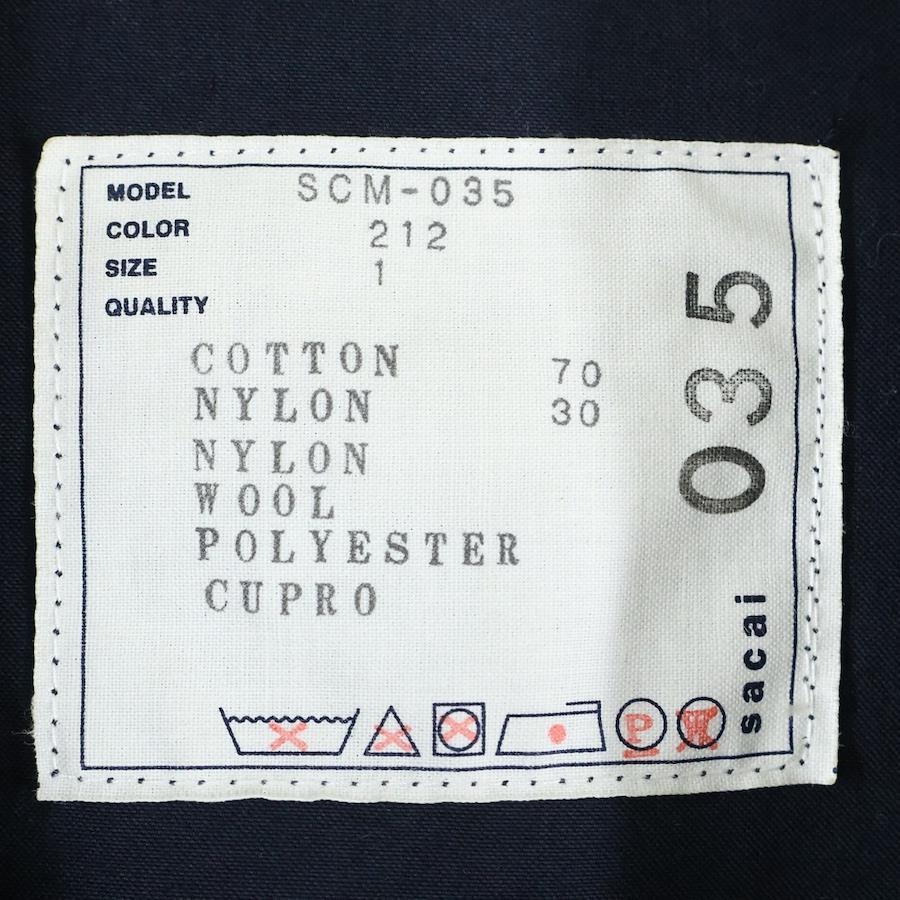 MODEL SCM-035
COLOR 212
SIZE 1
QUALITY
COTTON 70
NYLON 30
NYLON
WOOL
POLYESTER
CUPRO
P W
sacai 035